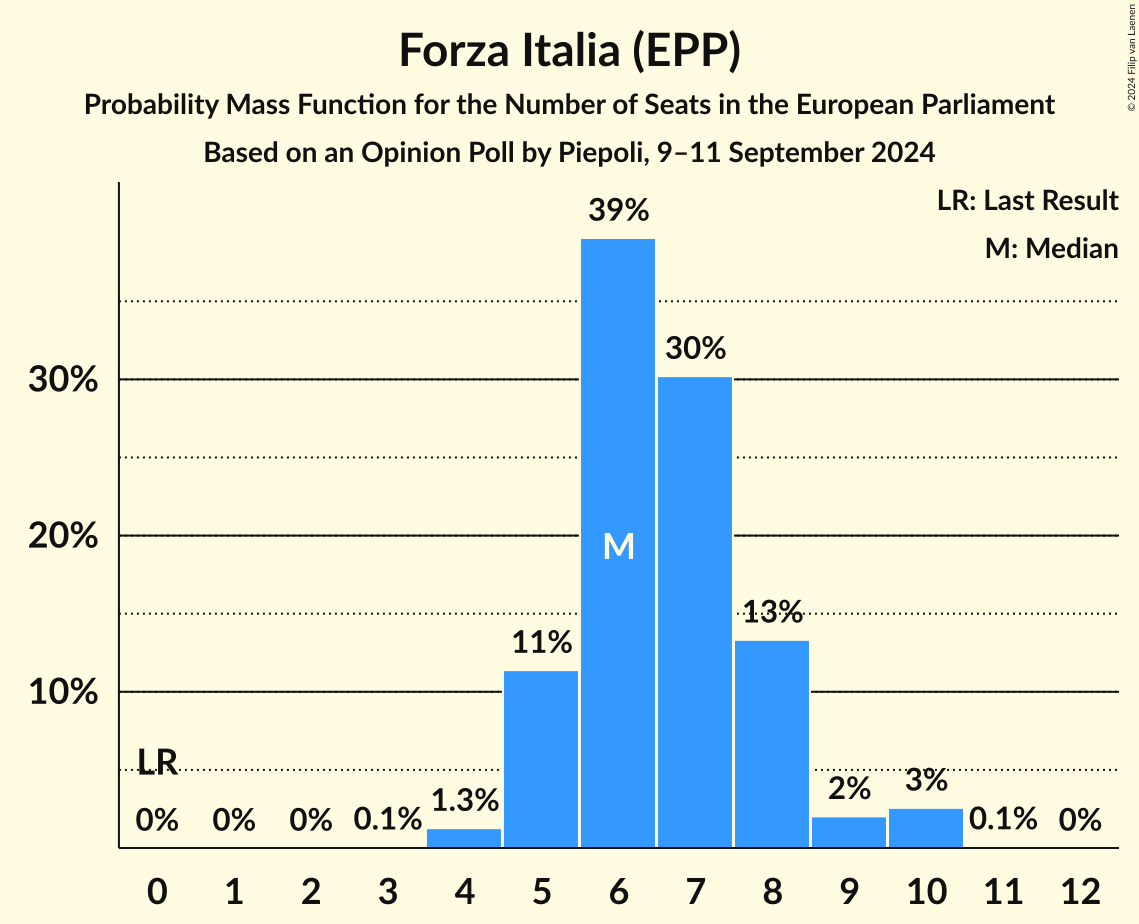 Forza Italia (EPP)
Probability Mass Function for the Number of Seats in the European Parliament
Based on an Opinion Poll by Piepoli, 9–11 September 2024
© 2024 Filip van Laenen
LR: Last Result
M: Median
30%
20%
10%
LR
0%
0%
0%
0.1%
1.3%
11%
39%
M
30%
13%
2%
3%
0.1%
0%
0 1 2 3 4 5 6 7 8 9 10 11 12